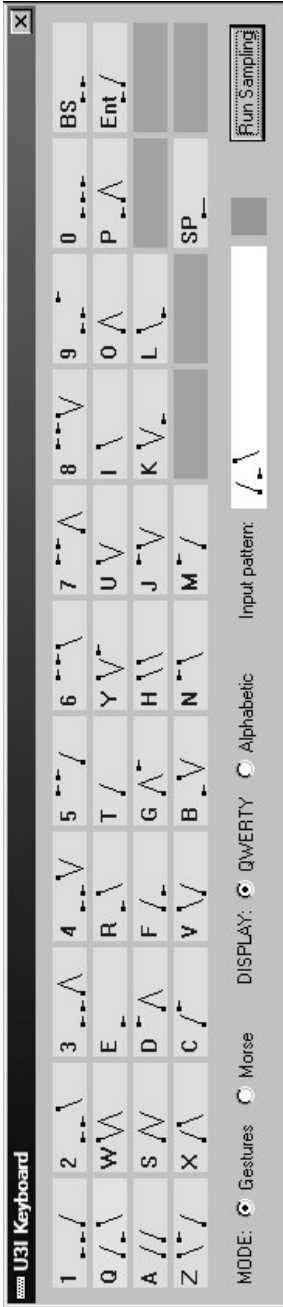 U3I Keyboard
1 2 3 4 5 6 7 8 9 0 BS
Q W E R T Y U I O P Ent
A S D F G H J K L
Z X C V B N M SP
MODE: Gestures Morse DISPLAY: QWERTY Alphabetic Input pattern: Run Sampling